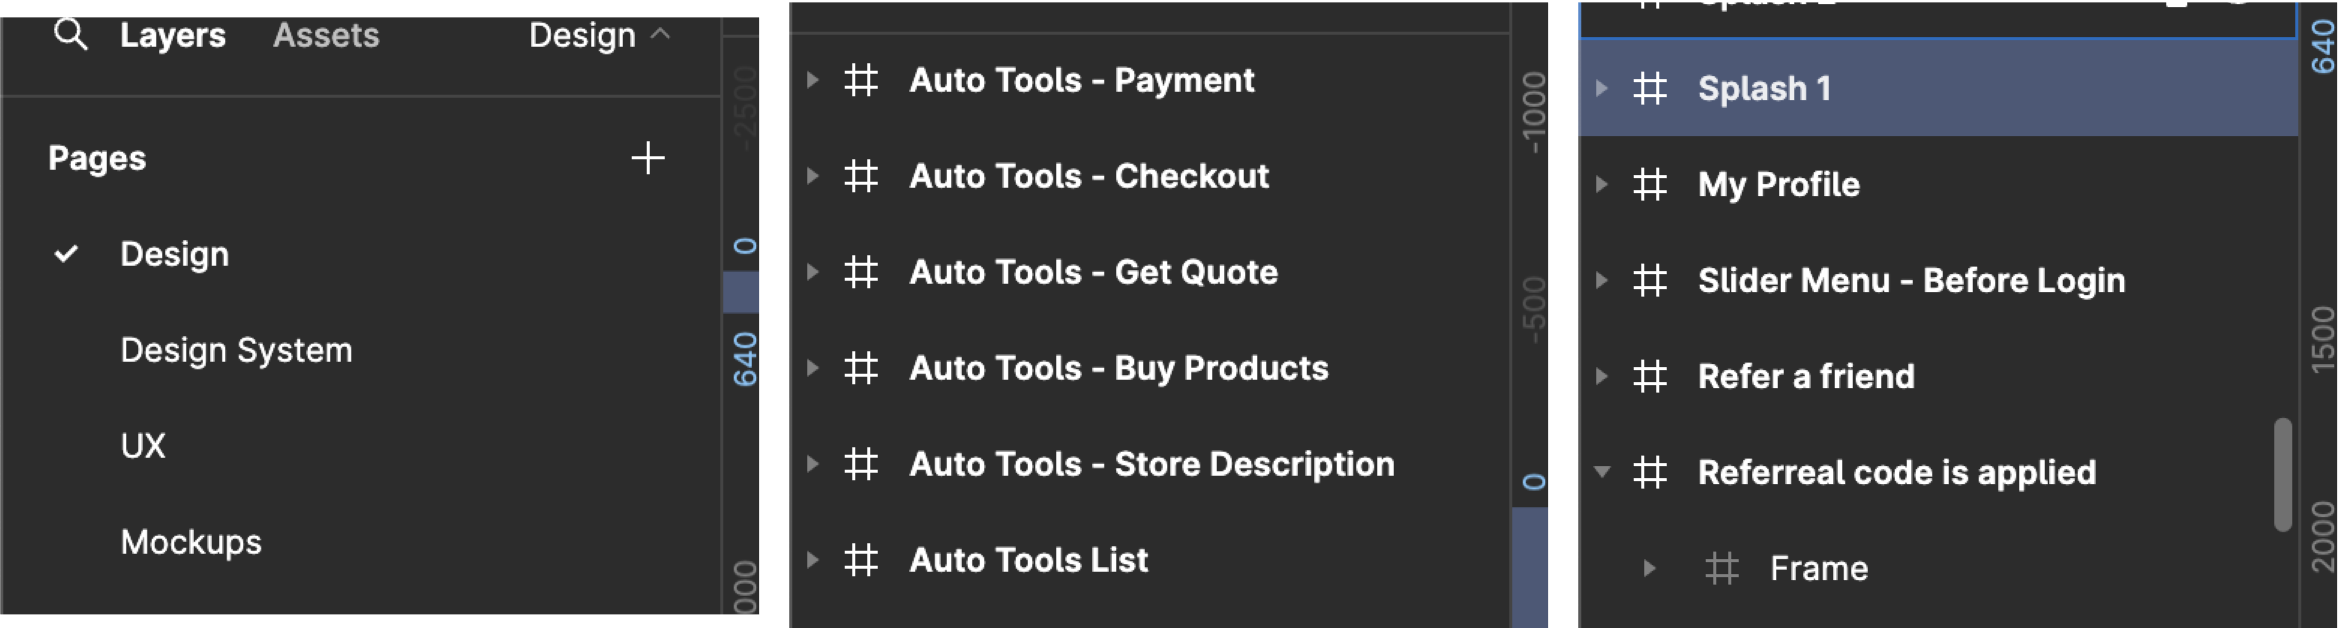 Layers Assets Design
Pages
Design
Design System
UX
Mockups
-2500
0
640
000
Auto Tools - Payment
Auto Tools - Checkout
Auto Tools - Get Quote
Auto Tools - Buy Products
Auto Tools - Store Description
Auto Tools List
-1000
-500
0
Splash 1
My Profile
Slider Menu - Before Login
Refer a friend
Referreal code is applied
Frame
640
1500
2000